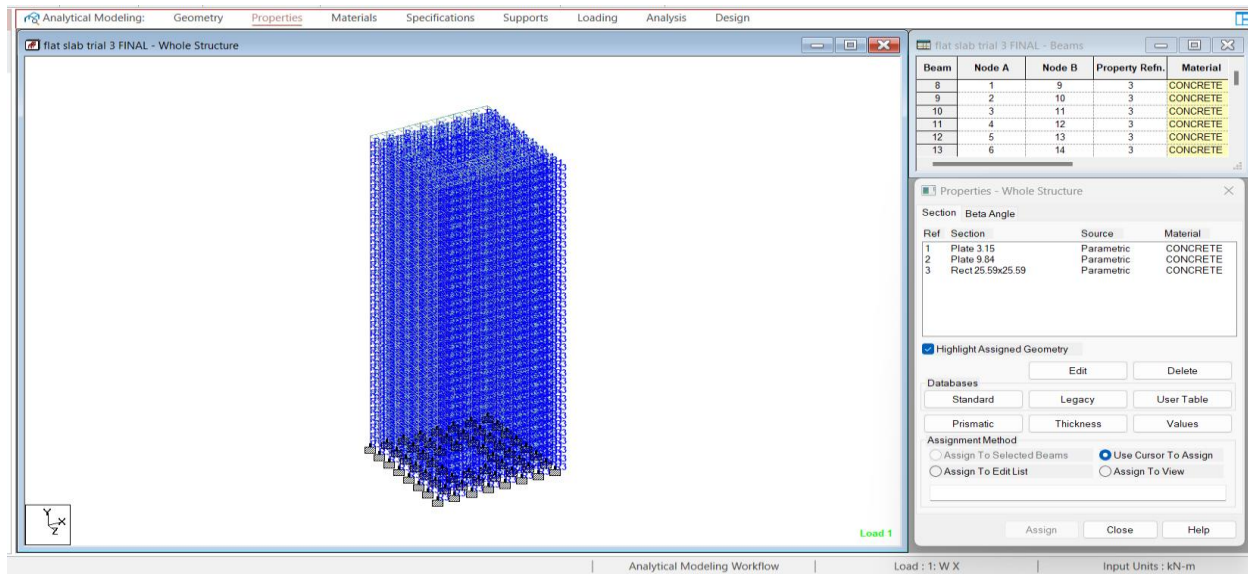 Analytical Modeling: Geometry Properties Materials Specifications Supports Loading Analysis Design
flat slab trial 3 FINAL - Whole Structure
flat slab trial 3 FINAL - Beams
Beam Node A Node B Property Refn. Material
8 1 9 3 CONCRETE
9 2 10 3 CONCRETE
10 3 11 3 CONCRETE
11 4 12 3 CONCRETE
12 5 13 3 CONCRETE
13 6 14 3 CONCRETE
Properties - Whole Structure
Section Beta Angle
Ref Section Source Material
1 Plate 3.15 Parametric CONCRETE
2 Plate 9.84 Parametric CONCRETE
3 Rect 25.59x25.59 Parametric CONCRETE
Highlight Assigned Geometry
Edit Delete
Databases
Standard Legacy User Table
Prismatic Thickness Values
Assignment Method
Assign To Selected Beams Use Cursor To Assign
Assign To Edit List Assign To View
Assign Close Help
Y
X
Z
Load 1
Analytical Modeling Workflow Load : 1: W X Input Units : kN-m